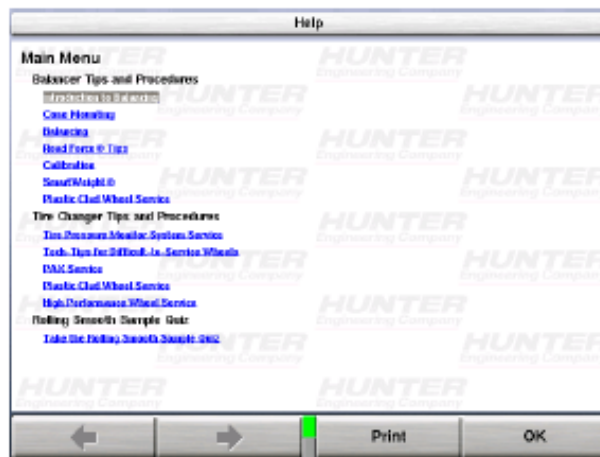 Help
Main Menu
Balancer Tips and Procedures
Introduction to Balancing
Cone Mounting
Balancing
Road Force ® Tips
Calibration
SmartWeight ®
Plastic Clad Wheel Service
Tire Changer Tips and Procedures
Tire Pressure Monitor System Service
Tech-Tips for Difficult-to-Service Wheels
PAX Service
Plastic Clad Wheel Service
High Performance Wheel Service
Rolling Smooth Sample Quiz
Take the Rolling Smooth Sample Quiz
HUNTER
Engineering Company
Print
OK